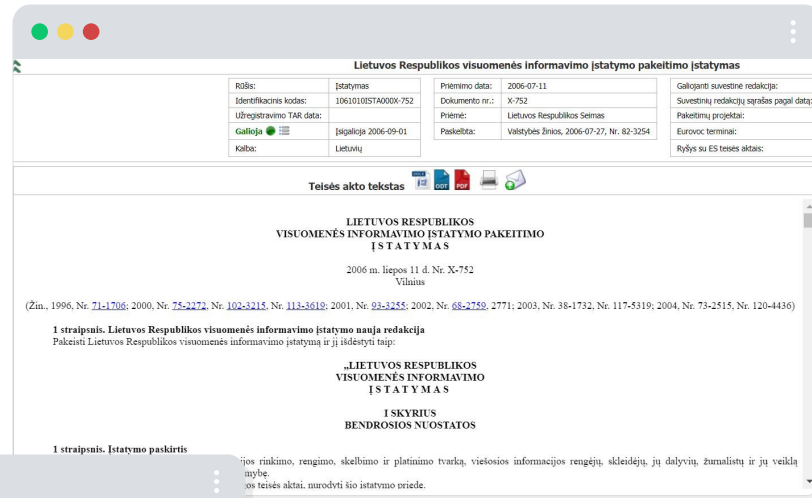 Lietuvos Respublikos visuomenės informavimo įstatymo pakeitimo įstatymas
Rūšis: Įstatymas Priėmimo data: 2006-07-11 Galiojanti suvestinė redakcija:
Identifikacinis kodas: 1061010ISTA000X-752 Dokumento nr.: X-752 Suvestinių redakcijų sąrašas pagal datą:
Užregistravimo TAR data: Priėmė: Lietuvos Respublikos Seimas Pakeitimų projektai:
Galioja Įsigalioja 2006-09-01 Paskelbta: Valstybės žinios, 2006-07-27, Nr. 82-3254 Eurovoc terminai:
Kalba: Lietuvių Ryšys su ES teisės aktais:
Teisės akto tekstas ODT PDF
LIETUVOS RESPUBLIKOS
VISUOMENĖS INFORMAVIMO ĮSTATYMO PAKEITIMO
Į S T A T Y M A S
2006 m. liepos 11 d. Nr. X-752
Vilnius
(Žin., 1996, Nr. 71-1706; 2000, Nr. 75-2272, Nr. 102-3215, Nr. 113-3619; 2001, Nr. 93-3255; 2002, Nr. 68-2759, 2771; 2003, Nr. 38-1732, Nr. 117-5319; 2004, Nr. 73-2515, Nr. 120-4436)
1 straipsnis. Lietuvos Respublikos visuomenės informavimo įstatymo nauja redakcija
Pakeisti Lietuvos Respublikos visuomenės informavimo įstatymą ir jį išdėstyti taip:
„LIETUVOS RESPUBLIKOS
VISUOMENĖS INFORMAVIMO
Į S T A T Y M A S
I SKYRIUS
BENDROSIOS NUOSTATOS
1 straipsnis. Įstatymo paskirtis
ijos rinkimo, rengimo, skelbimo ir platinimo tvarką, viešosios informacijos rengėjų, skleidėjų, jų dalyvių, žurnalistų ir jų veiklą
mybę.
os teisės aktai, nurodyti šio įstatymo priede.